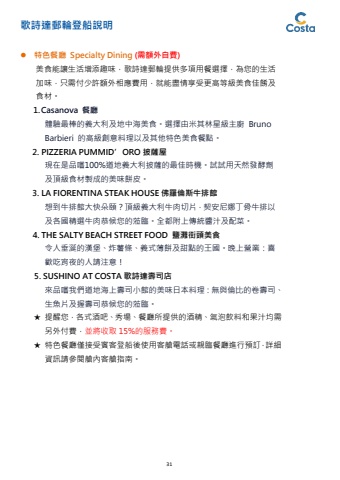 歌詩達郵輪登船說明
Costa
● 特色餐廳 Specialty Dining (需額外自費)
美食能讓生活增添趣味，歌詩達郵輪提供多項用餐選擇，為您的生活
加味，只需付少許額外相應費用，就能盡情享受更高等級美食佳餚及
食材。
1. Casanova 餐廳
體驗最棒的義大利及地中海美食。選擇由米其林星級主廚 Bruno
Barbieri 的高級創意料理以及其他特色美食餐點。
2. PIZZERIA PUMMID’ORO 披薩屋
現在是品嚐100%道地義大利披薩的最佳時機。試試用天然發酵劑
及頂級食材製成的美味餅皮。
3. LA FIORENTINA STEAK HOUSE 佛羅倫斯牛排館
想到牛排館大快朵頤？頂級義大利牛肉切片，契安尼娜丁骨牛排以
及各國精選牛肉恭候您的蒞臨。全都附上傳統醬汁及配菜。
4. THE SALTY BEACH STREET FOOD 鹽灘街頭美食
令人垂涎的漢堡、炸薯條、義式薄餅及甜點的王國。晚上營業：喜
歡吃宵夜的人請注意！
5. SUSHINO AT COSTA 歌詩達壽司店
來品嚐我們道地海上壽司小館的美味日本料理：無與倫比的卷壽司、
生魚片及握壽司恭候您的蒞臨。
★ 提醒您，各式酒吧、秀場、餐廳所提供的酒精、氣泡飲料和果汁均需
另外付費，並將收取 15%的服務費。
★ 特色餐廳僅接受賓客登船後使用客艙電話或親臨餐廳進行預訂，詳細
資訊請參閱艙內客艙指南。
31